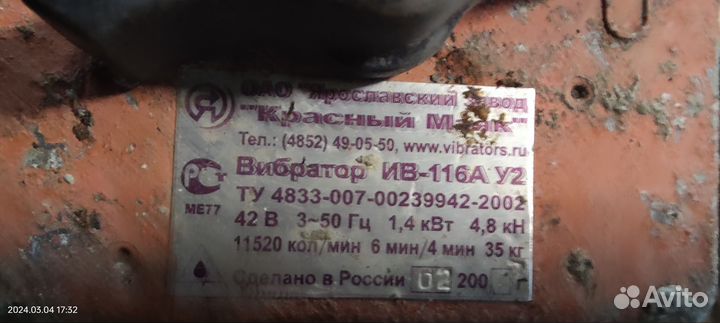 ОАО "Ярославский завод
"Красный Маяк"
Тел.: (4852) 49-05-50, www.vibrators.ru
Вибратор ИВ-116А У2
ТУ 4833-007-00239942-2002
МЕ77
42 В 3~50 Гц 1,4 кВт 4,8 кН
11520 кол/мин 6 мин/4 мин 35 кг
Сделано в России 02 200 г
2024.03.04 17:32
Avito